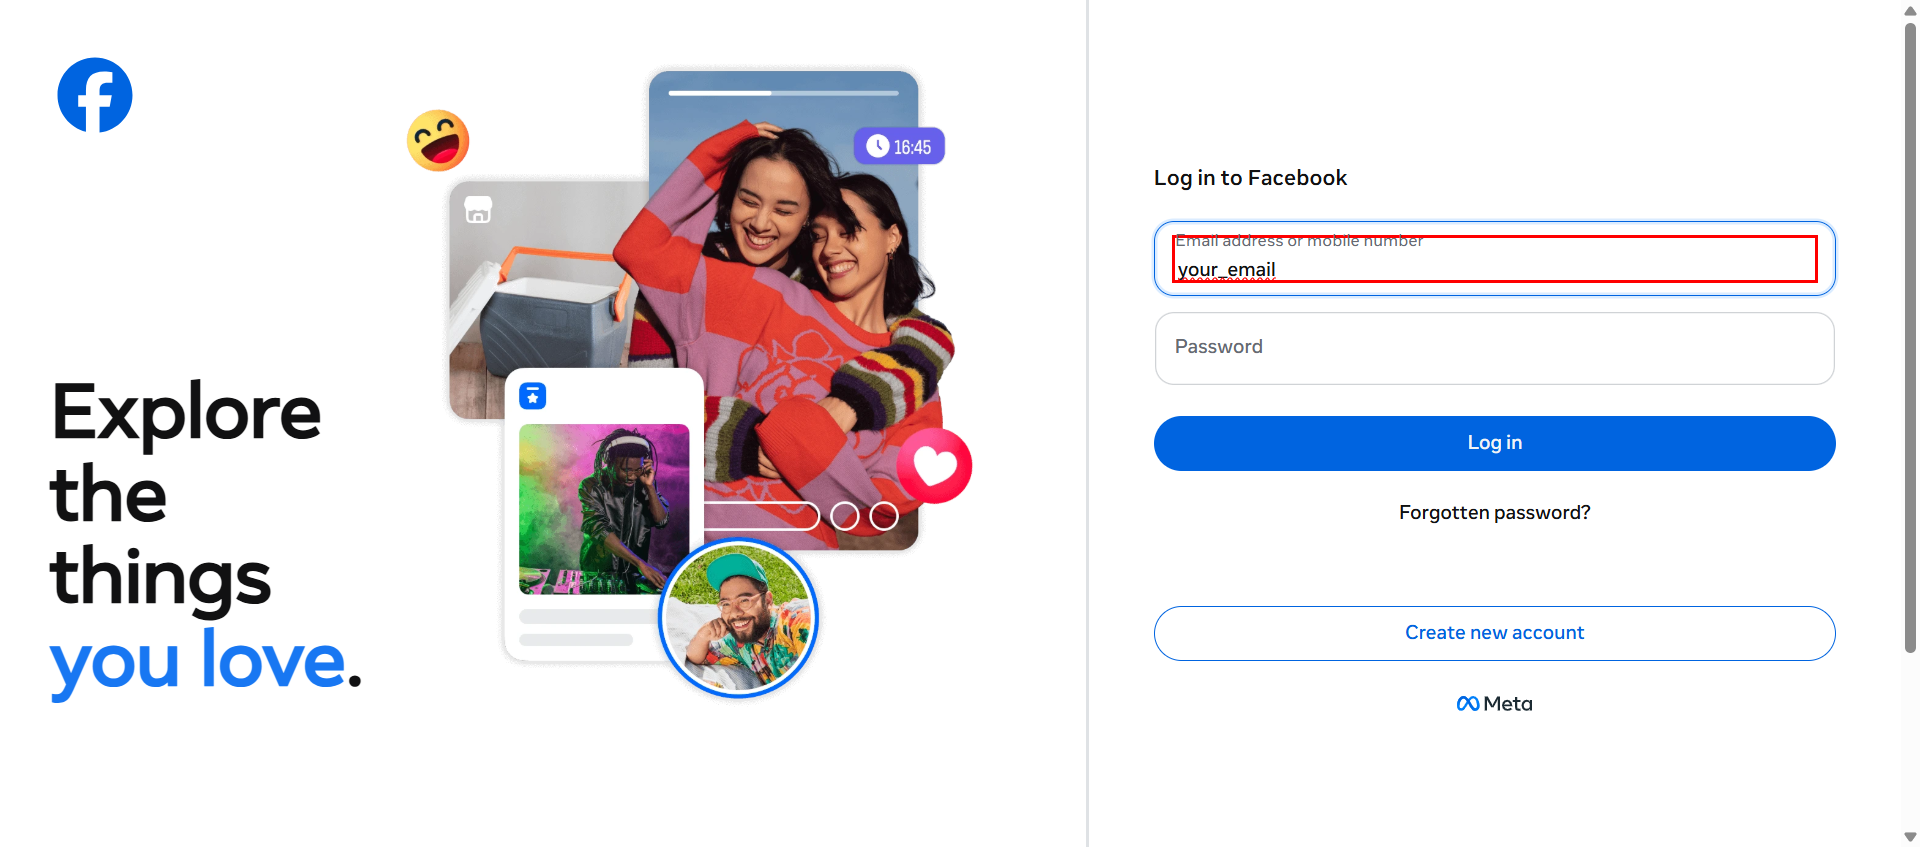 16:45
Explore
the
things
you love.
Log in to Facebook
Email address or mobile number
your_email
Password
Log in
Forgotten password?
Create new account
Meta